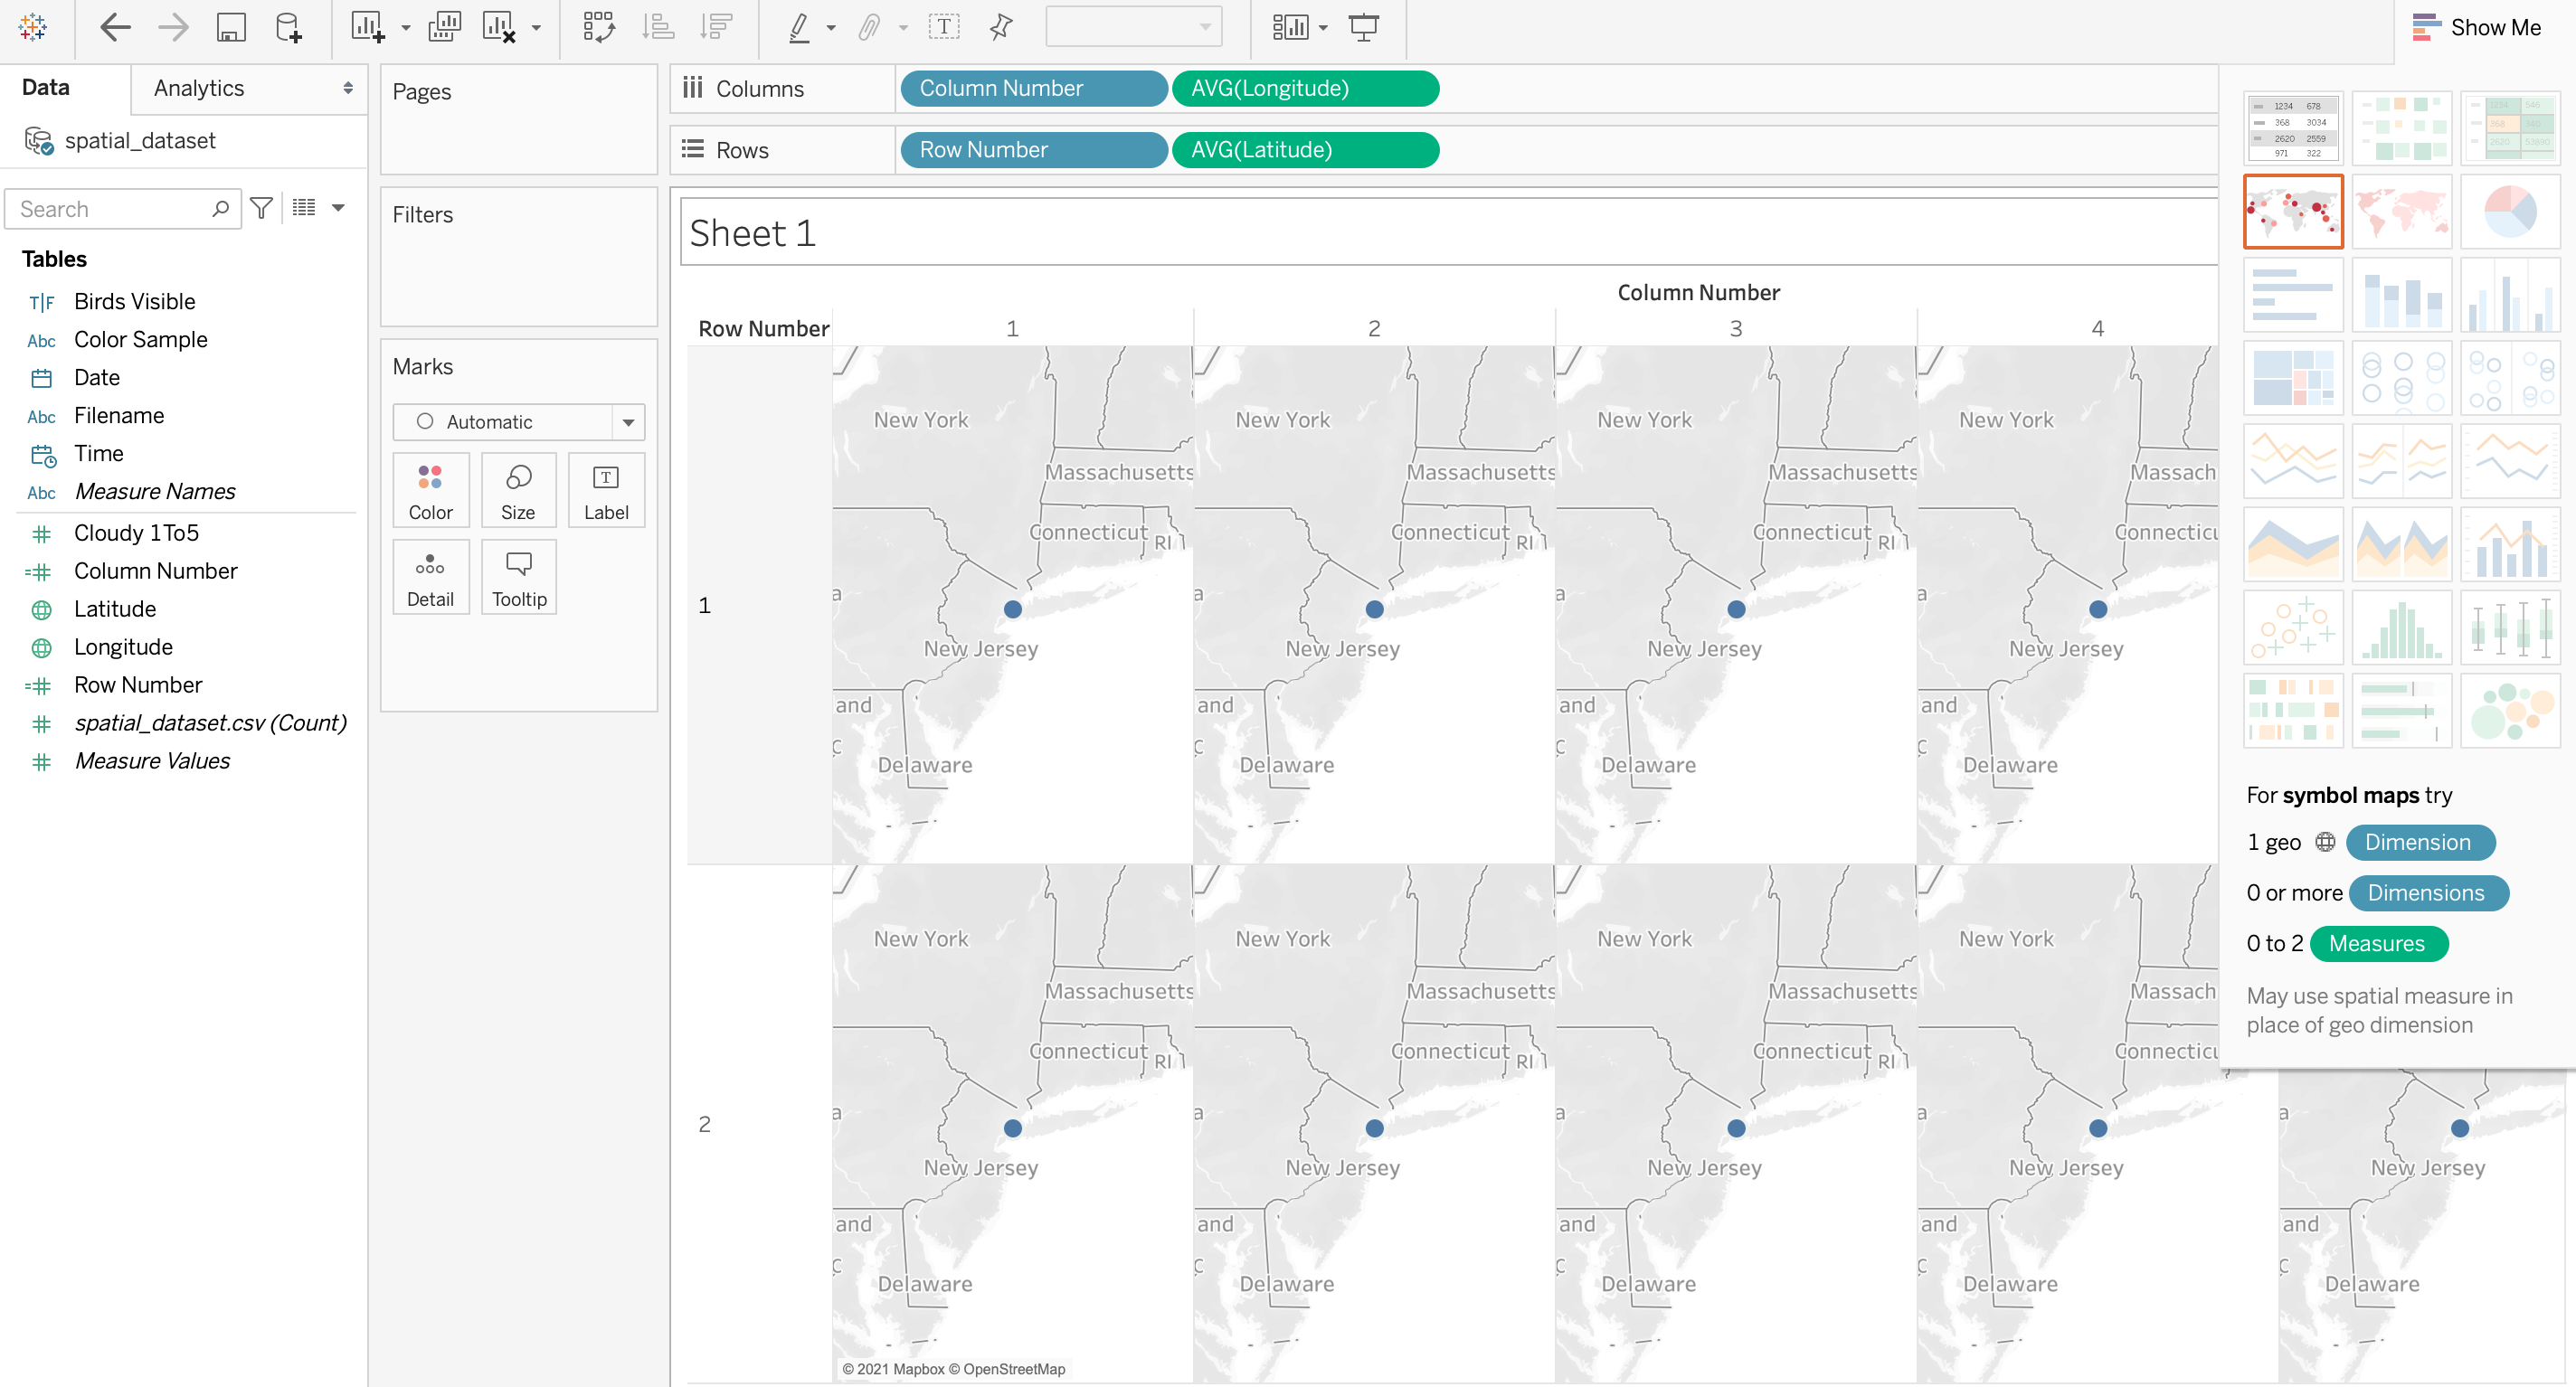 Show Me
Data
Analytics
spatial_dataset
Search
Tables
T|F Birds Visible
Abc Color Sample
Date
Abc Filename
Time
Abc Measure Names
# Cloudy 1To5
=# Column Number
Latitude
Longitude
=# Row Number
# spatial_dataset.csv (Count)
# Measure Values
Pages
Filters
Marks
Automatic
Color
Size
Label
Detail
Tooltip
Columns
Column Number
AVG(Longitude)
Rows
Row Number
AVG(Latitude)
Sheet 1
Column Number
Row Number
1 2 3 4
1
New York New York New York New York
Massachusetts Massachusetts Massachusetts Massach
Connecticut RI Connecticut RI Connecticut RI Connecticu
a a a a
New Jersey New Jersey New Jersey New Jersey
and and and and
C C C C
Delaware Delaware Delaware Delaware
2
New York New York New York New York
Massachusetts Massachusetts Massachusetts Massach
Connecticut RI Connecticut RI Connecticut RI Connecticu
a a a a a
New Jersey New Jersey New Jersey New Jersey New Jersey
and and and and and
C C C C C
Delaware Delaware Delaware Delaware Delaware
© 2021 Mapbox © OpenStreetMap
1234 678
368 3034
2620 2559
971 322
For symbol maps try
1 geo Dimension
0 or more Dimensions
0 to 2 Measures
May use spatial measure in
place of geo dimension